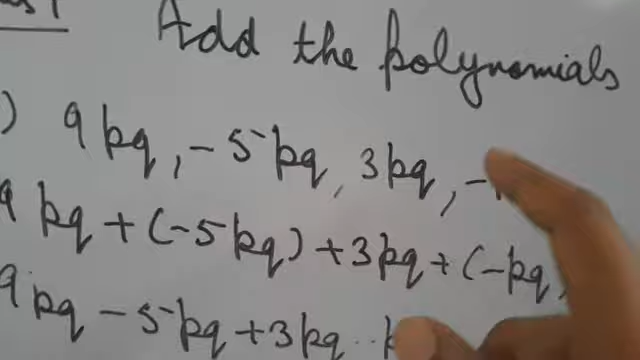 Add the polynomials
) 9pq, -5pq, 3pq, -
9pq + (-5pq) + 3pq + (-pq
9pq - 5pq + 3pq